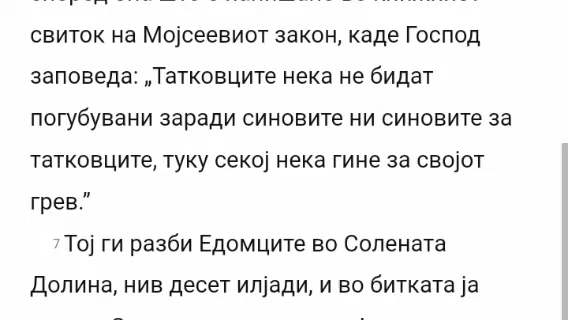 свиток на Мојсеевиот закон, каде Господ
заповеда: „Татковците нека не бидат
погубувани заради синовите ни синовите за
татковците, туку секој нека гине за својот
грев.”
7 Тој ги разби Едомците во Солената
Долина, нив десет илјади, и во битката ја